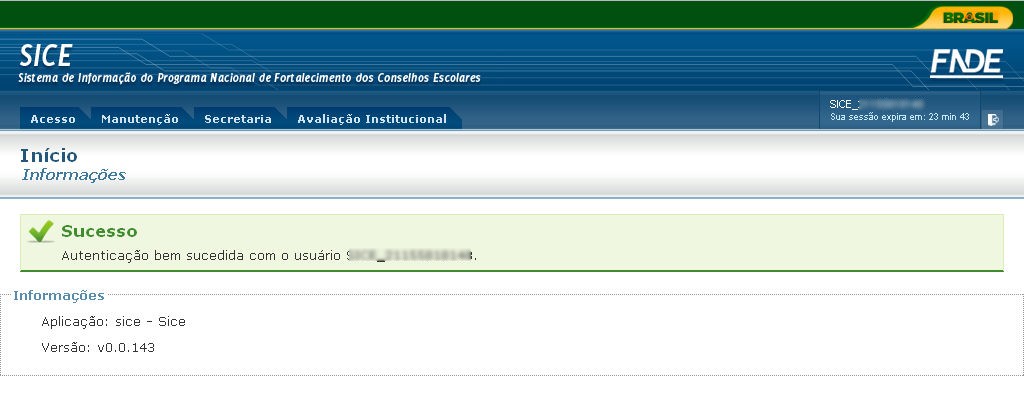 BRASIL
SICE
Sistema de Informação do Programa Nacional de Fortalecimento dos Conselhos Escolares
FNDE
Acesso Manutenção Secretaria Avaliação Institucional
SICE_
Sua sessão expira em: 23 min 43
Início
Informações
Sucesso
Autenticação bem sucedida com o usuário
Informações
Aplicação: sice - Sice
Versão: v0.0.143